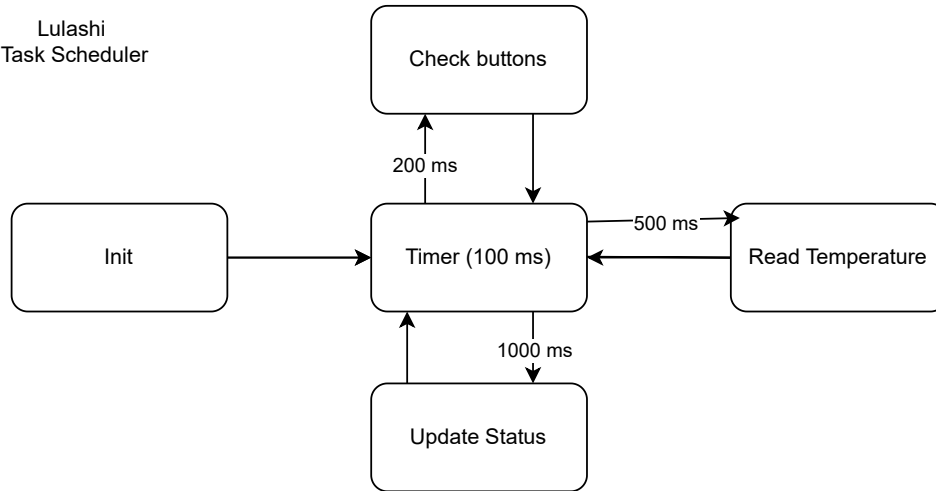 Lulashi
Task Scheduler
Check buttons
200 ms
500 ms
Init
Timer (100 ms)
Read Temperature
1000 ms
Update Status